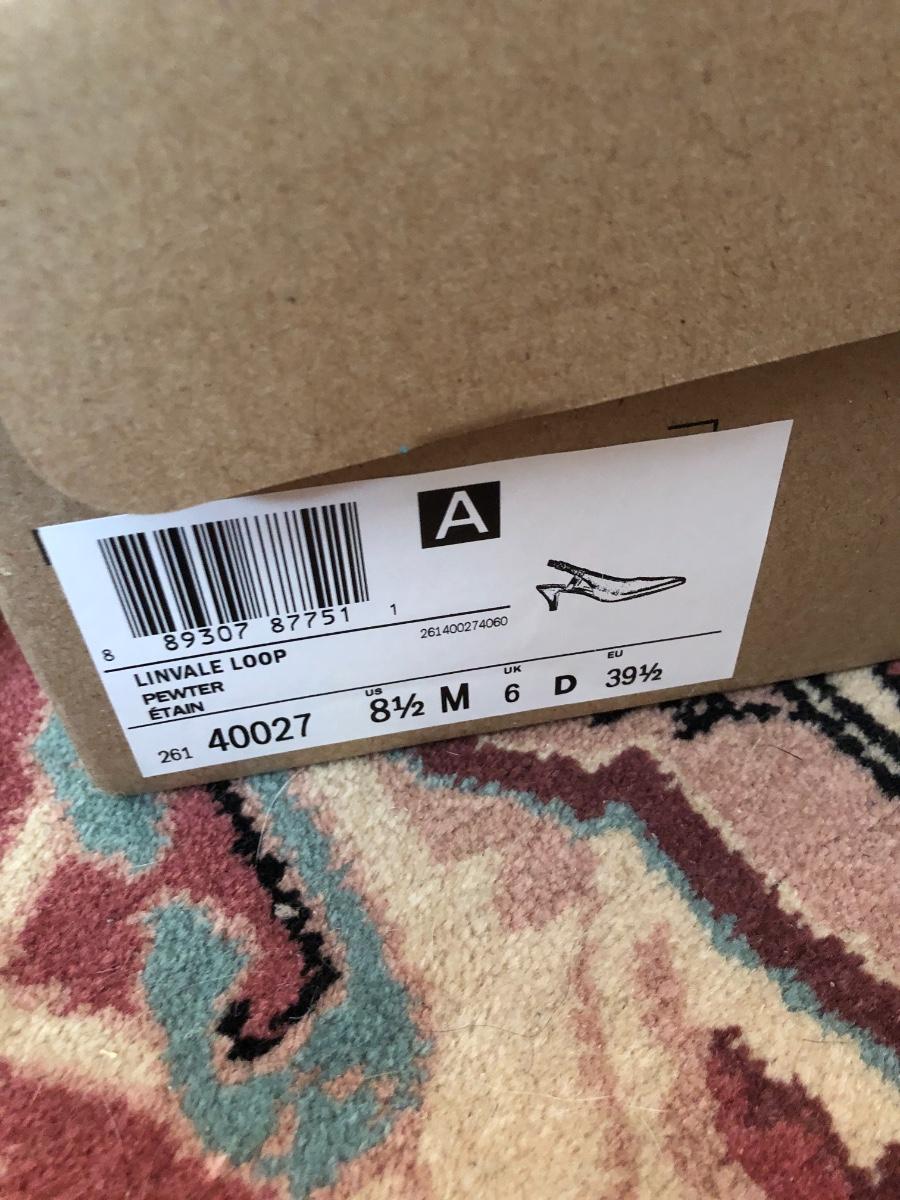 A
8 89307 87751 1
261400274060
LINVALE LOOP
PEWTER
ÉTAIN
US UK EU
261 40027 8½ M 6 D 39½